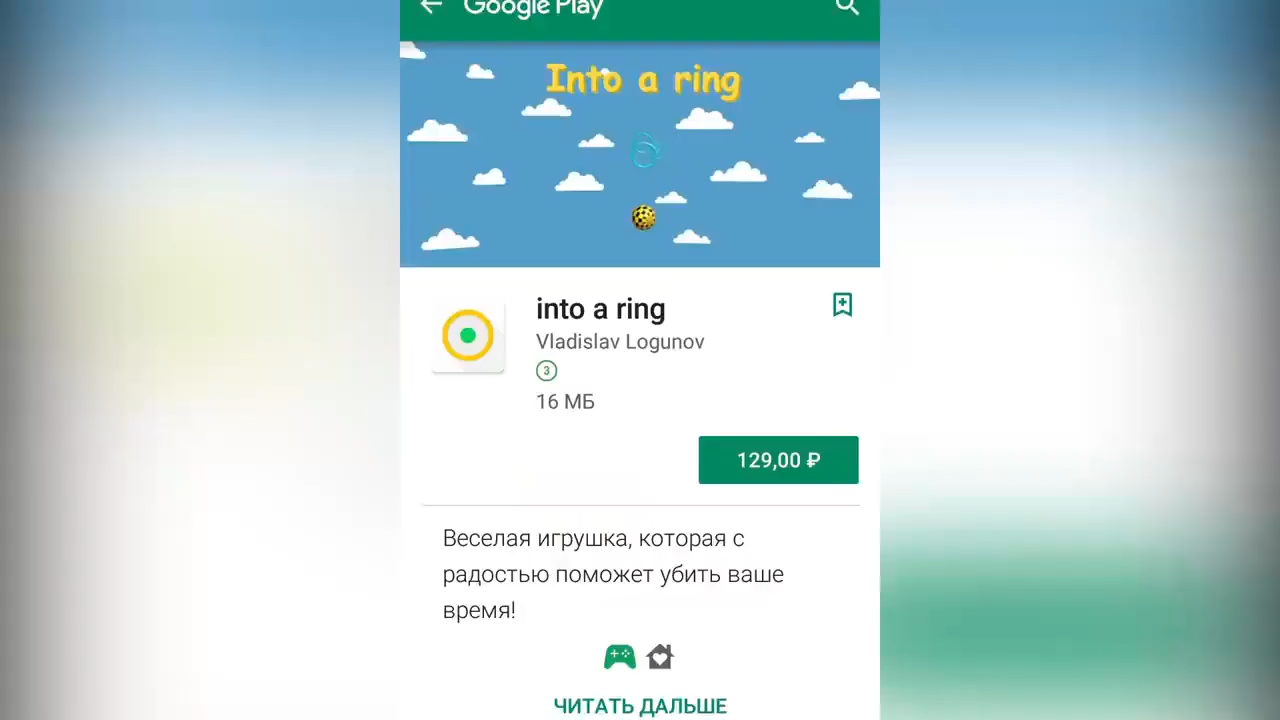 Google Play
Into a ring
into a ring
Vladislav Logunov
3
16 МБ
129,00 ₽
Веселая игрушка, которая с
радостью поможет убить ваше
время!
ЧИТАТЬ ДАЛЬШЕ